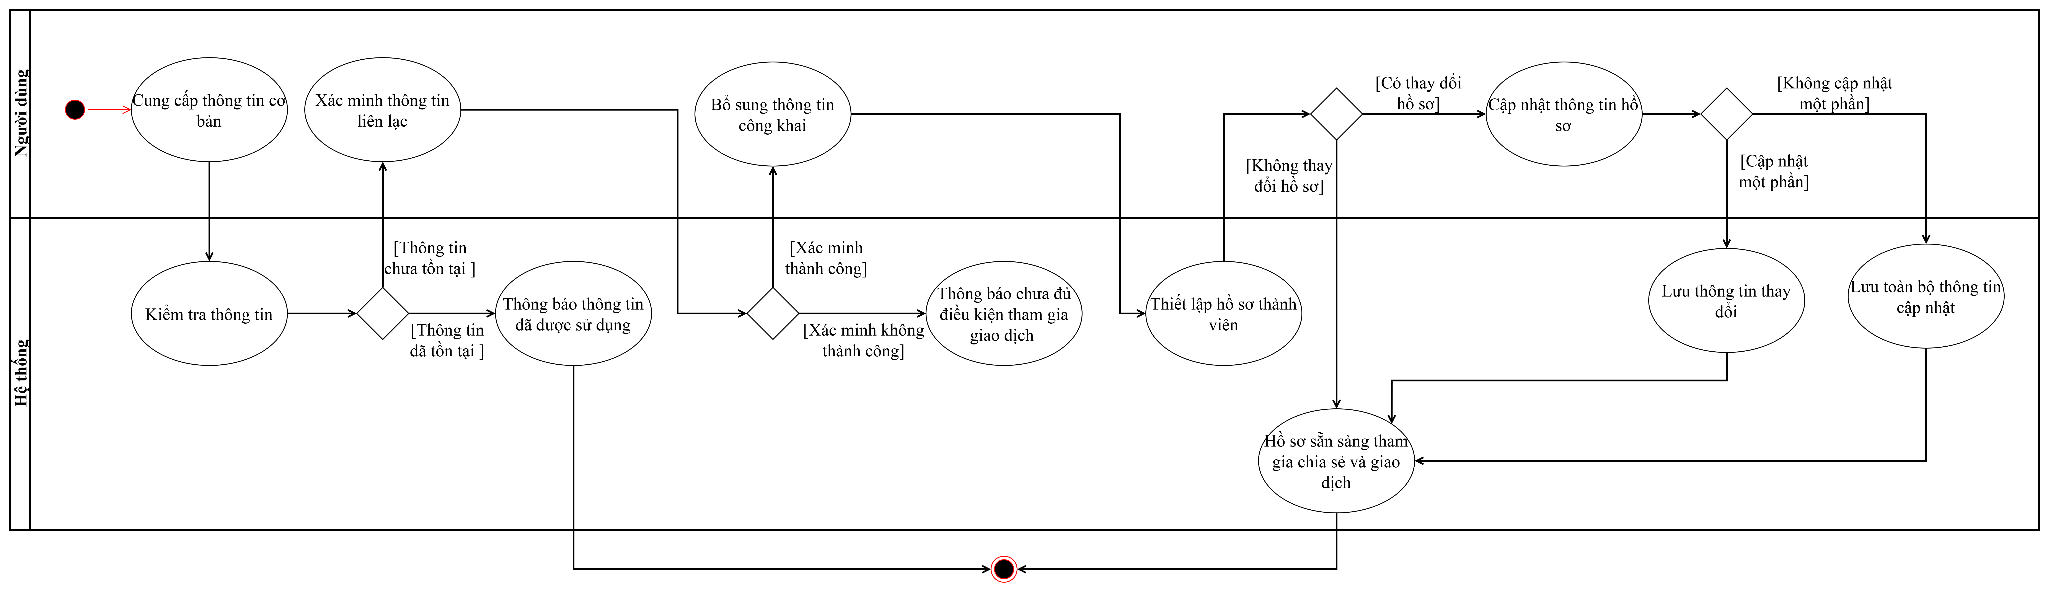 Người dùng
Cung cấp thông tin cơ
bản
Xác minh thông tin
liên lạc
Bổ sung thông tin
công khai
[Có thay đổi
hồ sơ]
Cập nhật thông tin hồ
sơ
[Không cập nhật
một phần]
[Không thay
đổi hồ sơ]
[Cập nhật
một phần]
Hệ thống
Kiểm tra thông tin
[Thông tin
chưa tồn tại ]
[Thông tin
đã tồn tại ]
Thông báo thông tin
đã được sử dụng
[Xác minh
thành công]
[Xác minh không
thành công]
Thông báo chưa đủ
điều kiện tham gia
giao dịch
Thiết lập hồ sơ thành
viên
Lưu thông tin thay
đổi
Lưu toàn bộ thông tin
cập nhật
Hồ sơ sẵn sàng tham
gia chia sẻ và giao
dịch